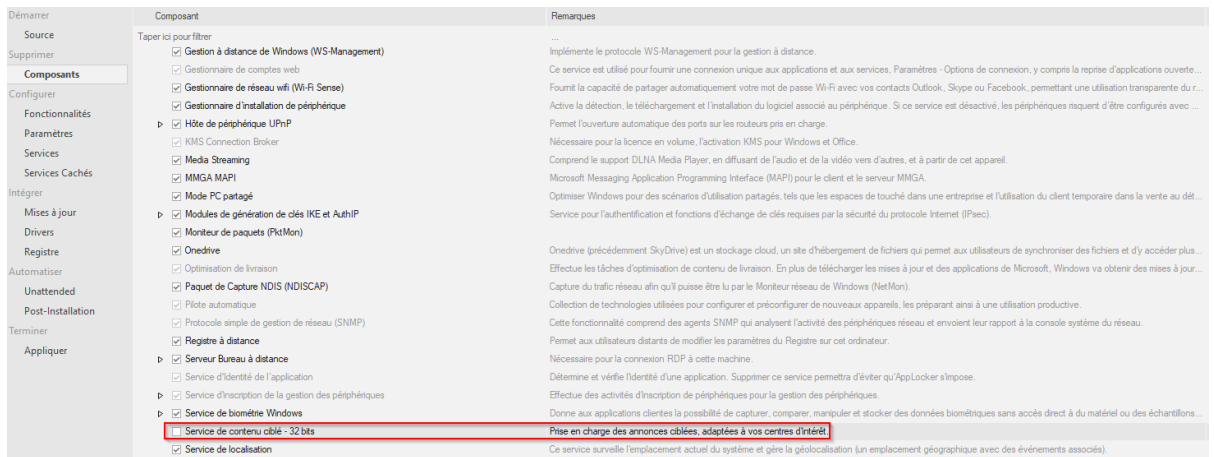 Démarrer
Source
Supprimer
Composants
Configurer
Fonctionnalités
Paramètres
Services
Services Cachés
Intégrer
Mises à jour
Drivers
Registre
Automatiser
Unattended
Post-Installation
Terminer
Appliquer
Composant Remarques
Taper ici pour filtrer ...
Gestion à distance de Windows (WS-Management) Implémente le protocole WS-Management pour la gestion à distance.
Gestionnaire de comptes web Ce service est utilisé pour fournir une connexion unique aux applications et aux services, Paramètres - Options de connexion, y compris la reprise d'applications ouverte...
Gestionnaire de réseau wifi (Wi-Fi Sense) Fournit la capacité de partager automatiquement votre mot de passe Wi-Fi avec vos contacts Outlook, Skype ou Facebook, permettant une utilisation transparente du r...
Gestionnaire d'installation de périphérique Active la détection, le téléchargement et l'installation du logiciel associé au périphérique. Si ce service est désactivé, les périphériques risquent d'être configurés avec ...
Hôte de périphérique UPnP Permet l'ouverture automatique des ports sur les routeurs pris en charge.
KMS Connection Broker Nécessaire pour la licence en volume, l'activation KMS pour Windows et Office.
Media Streaming Comprend le support DLNA Media Player, en diffusant de l'audio et de la vidéo vers d'autres, et à partir de cet appareil.
MMGA MAPI Microsoft Messaging Application Programming Interface (MAPI) pour le client et le serveur MMGA.
Mode PC partagé Optimiser Windows pour des scénarios d'utilisation partagés, tels que les espaces de touché dans une entreprise et l'utilisation du client temporaire dans la vente au dét...
Modules de génération de clés IKE et AuthIP Service pour l'authentification et fonctions d'échange de clés requises par la sécurité du protocole Internet (IPsec).
Moniteur de paquets (PktMon)
Onedrive Onedrive (précédemment SkyDrive) est un stockage cloud, un site d'hébergement de fichiers qui permet aux utilisateurs de synchroniser des fichiers et d'y accéder plus...
Optimisation de livraison Effectue les tâches d'optimisation de contenu de livraison. En plus de télécharger les mises à jour et des applications de Microsoft, Windows va obtenir des mises à jour...
Paquet de Capture NDIS (NDISCAP) Capture du trafic réseau afin qu'il puisse être lu par le Moniteur réseau de Windows (NetMon).
Pilote automatique Collection de technologies utilisées pour configurer et préconfigurer de nouveaux appareils, les préparant ainsi à une utilisation productive.
Protocole simple de gestion de réseau (SNMP) Cette fonctionnalité comprend des agents SNMP qui analysent l'activité des périphériques réseau et envoient leur rapport à la console système du réseau.
Registre à distance Permet aux utilisateurs distants de modifier les paramètres du Registre sur cet ordinateur.
Serveur Bureau à distance Nécessaire pour la connexion RDP à cette machine.
Service d'Identité de l'application Détermine et vérifie l'identité d'une application. Supprimer ce service permettra d'éviter qu'AppLocker s'impose.
Service d'inscription de la gestion des périphériques Effectue des activités d'inscription de périphériques pour la gestion des périphériques.
Service de biométrie Windows Donne aux applications clientes la possibilité de capturer, comparer, manipuler et stocker des données biométriques sans accès direct à du matériel ou des échantillons...
Service de contenu ciblé - 32 bits Prise en charge des annonces ciblées, adaptées à vos centres d'intérêt.
Service de localisation Ce service surveille l'emplacement actuel du système et gère la géolocalisation (un emplacement géographique avec des événements associés).